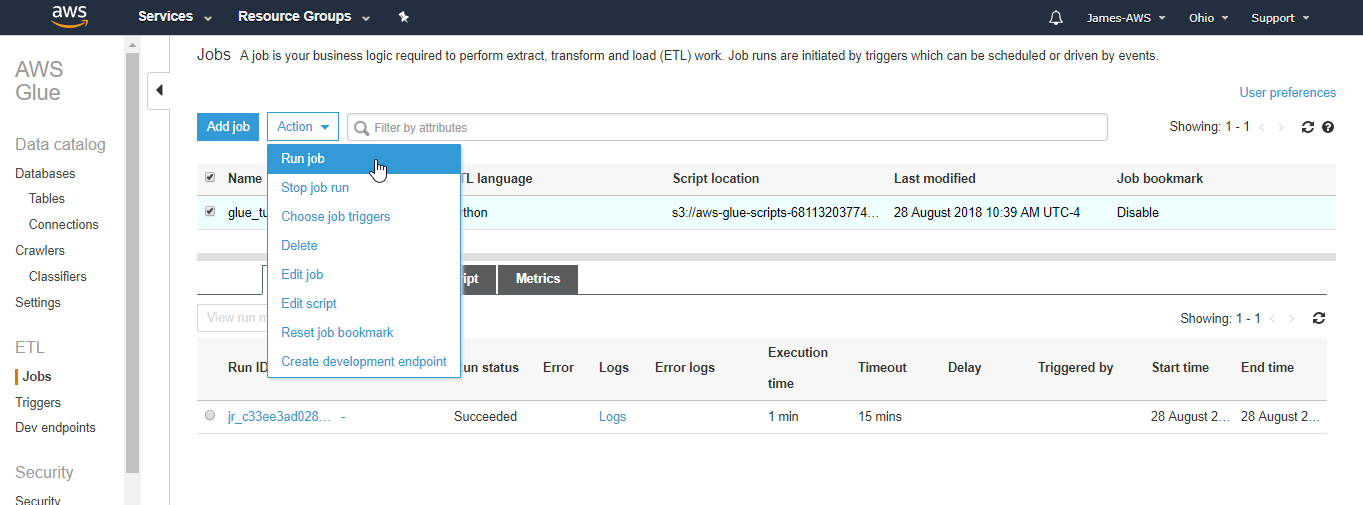 aws Services Resource Groups James-AWS Ohio Support
AWS
Glue
Data catalog
Databases
Tables
Connections
Crawlers
Classifiers
Settings
ETL
Jobs
Triggers
Dev endpoints
Security
Security
Jobs A job is your business logic required to perform extract, transform and load (ETL) work. Job runs are initiated by triggers which can be scheduled or driven by events.
User preferences
Add job Action Filter by attributes Showing: 1 - 1
Run job
Stop job run
Choose job triggers
Delete
Edit job
Edit script
Reset job bookmark
Create development endpoint
Name TL language Script location Last modified Job bookmark
glue_tu ython s3://aws-glue-scripts-68113203774... 28 August 2018 10:39 AM UTC-4 Disable
ipt Metrics
View run m Showing: 1 - 1
Run ID un status Error Logs Error logs Execution time Timeout Delay Triggered by Start time End time
jr_c33ee3ad028... - Succeeded Logs 1 min 15 mins 28 August 2... 28 August 2...